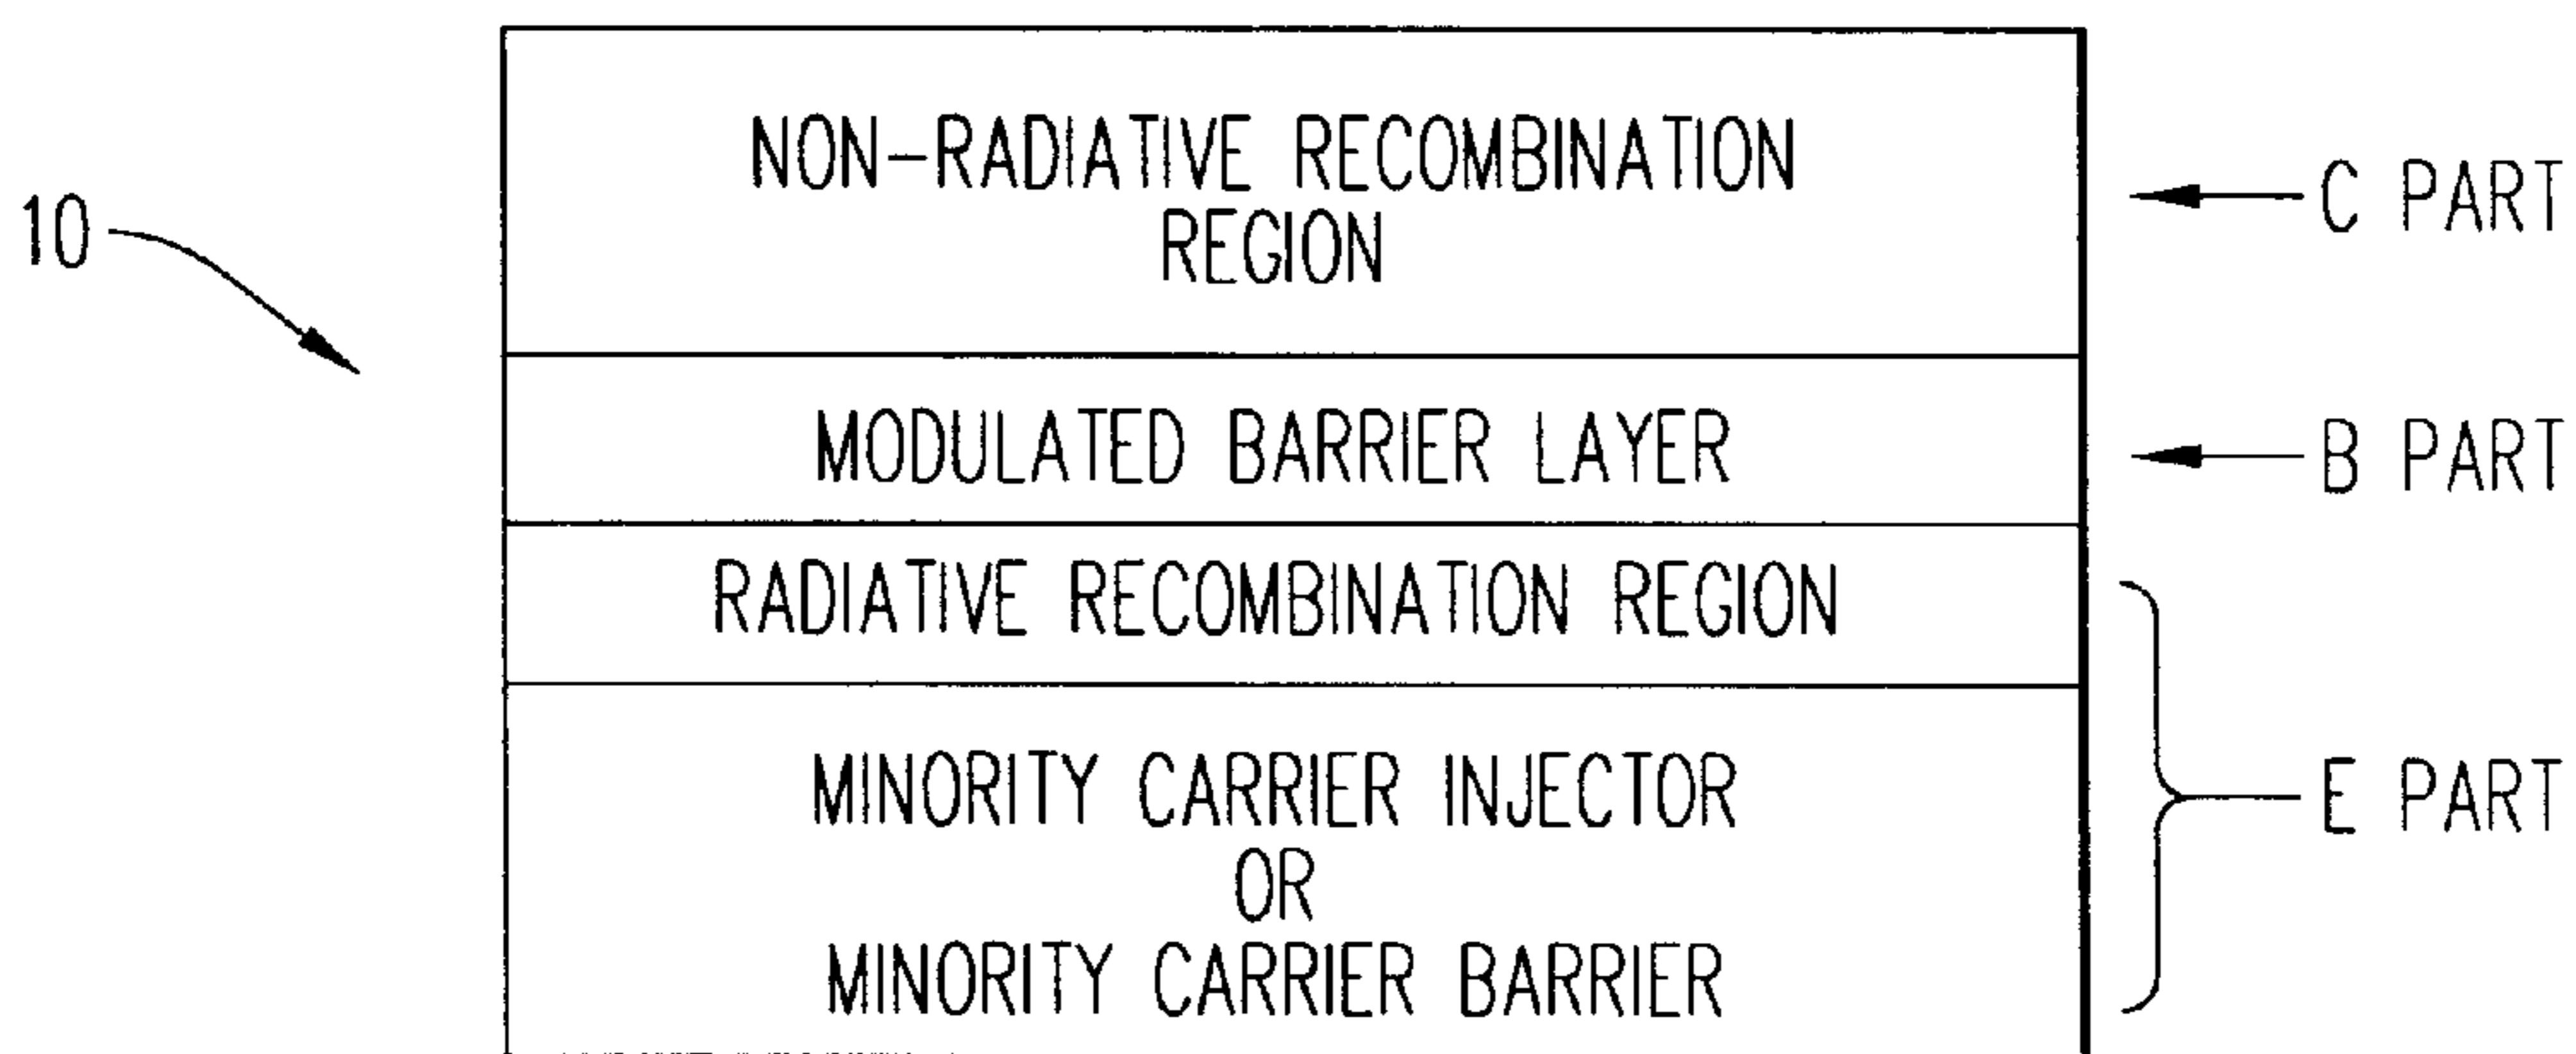 NON-RADIATIVE RECOMBINATION
REGION
10
C PART
MODULATED BARRIER LAYER
B PART
RADIATIVE RECOMBINATION REGION
MINORITY CARRIER INJECTOR
OR
MINORITY CARRIER BARRIER
E PART